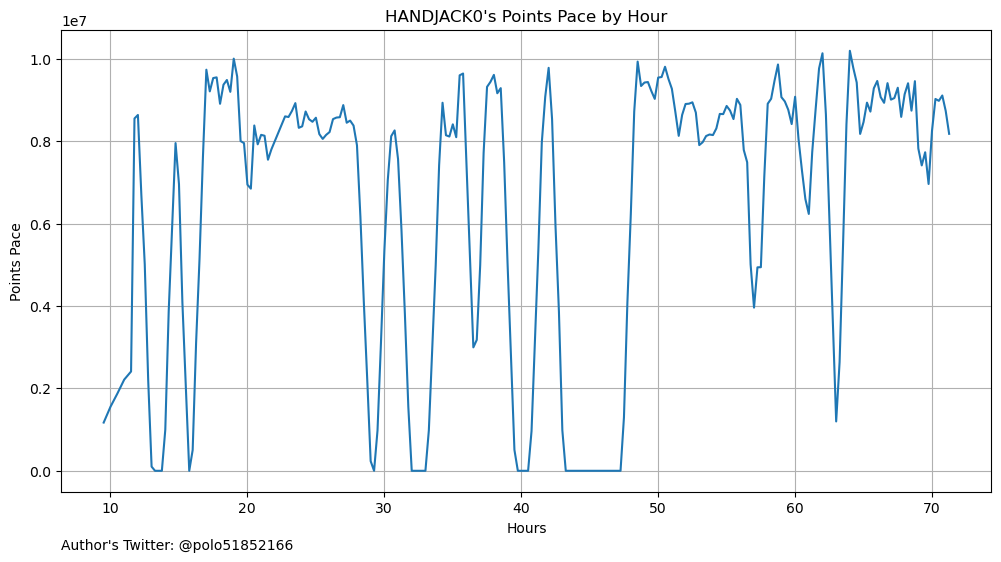 HANDJACK0's Points Pace by Hour
1e7
1.0
0.8
0.6
0.4
0.2
0.0
Points Pace
10 20 30 40 50 60 70
Hours
Author's Twitter: @polo51852166